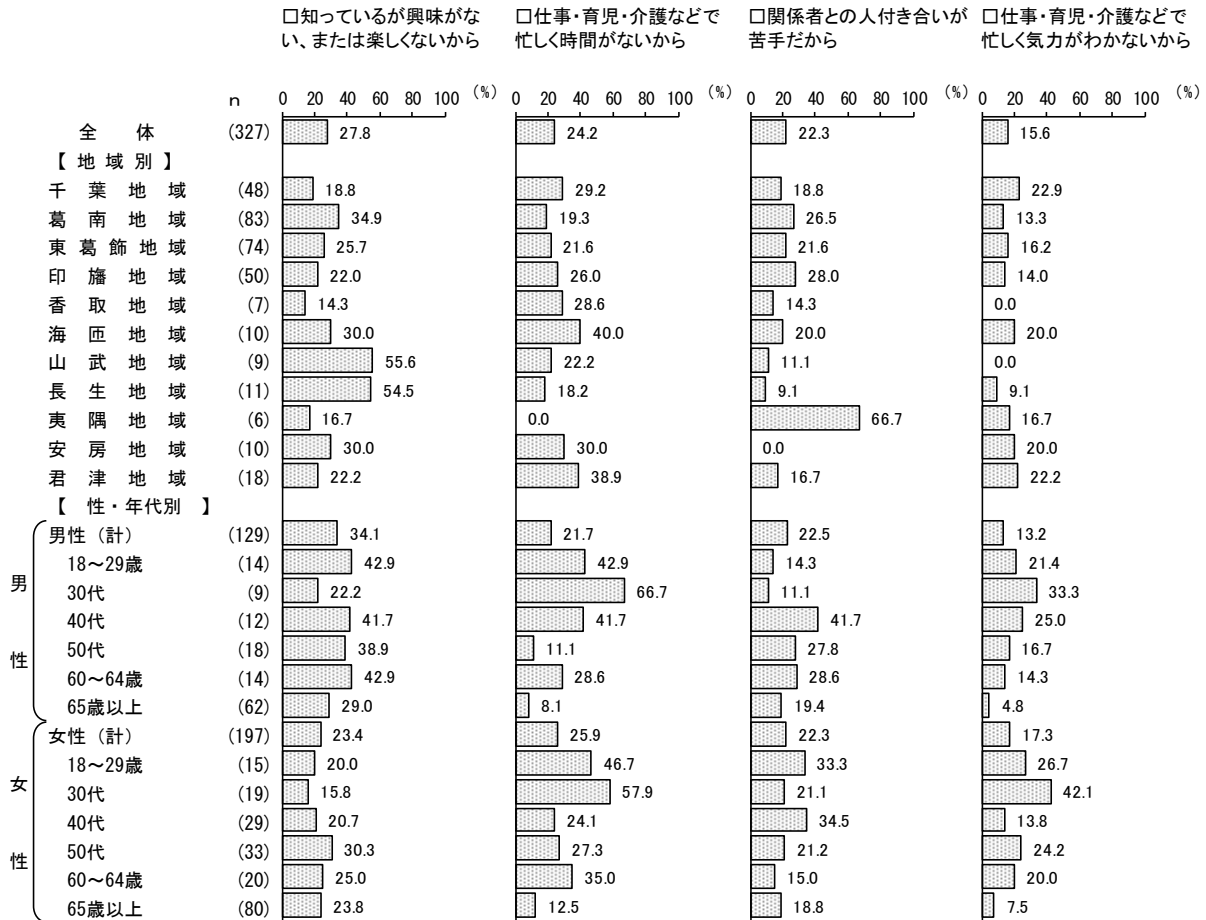 □知っているが興味がな
い、または楽しくないから
□仕事・育児・介護などで
忙しく時間がないから
□関係者との人付き合いが
苦手だから
□仕事・育児・介護などで
忙しく気力がわかないから
n 0 20 40 60 80 100 (%) 0 20 40 60 80 100 (%) 0 20 40 60 80 100 (%) 0 20 40 60 80 100 (%)
全体 (327) 27.8 24.2 22.3 15.6
【地域別】
千葉地域 (48) 18.8 29.2 18.8 22.9
葛南地域 (83) 34.9 19.3 26.5 13.3
東葛飾地域 (74) 25.7 21.6 21.6 16.2
印旛地域 (50) 22.0 26.0 28.0 14.0
香取地域 (7) 14.3 28.6 14.3 0.0
海匝地域 (10) 30.0 40.0 20.0 20.0
山武地域 (9) 55.6 22.2 11.1 0.0
長生地域 (11) 54.5 18.2 9.1 9.1
夷隅地域 (6) 16.7 0.0 66.7 16.7
安房地域 (10) 30.0 30.0 0.0 20.0
君津地域 (18) 22.2 38.9 16.7 22.2
【性・年代別】
男性
男性(計) (129) 34.1 21.7 22.5 13.2
18～29歳 (14) 42.9 42.9 14.3 21.4
30代 (9) 22.2 66.7 11.1 33.3
40代 (12) 41.7 41.7 41.7 25.0
50代 (18) 38.9 11.1 27.8 16.7
60～64歳 (14) 42.9 28.6 28.6 14.3
65歳以上 (62) 29.0 8.1 19.4 4.8
女性
女性(計) (197) 23.4 25.9 22.3 17.3
18～29歳 (15) 20.0 46.7 33.3 26.7
30代 (19) 15.8 57.9 21.1 42.1
40代 (29) 20.7 24.1 34.5 13.8
50代 (33) 30.3 27.3 21.2 24.2
60～64歳 (20) 25.0 35.0 15.0 20.0
65歳以上 (80) 23.8 12.5 18.8 7.5